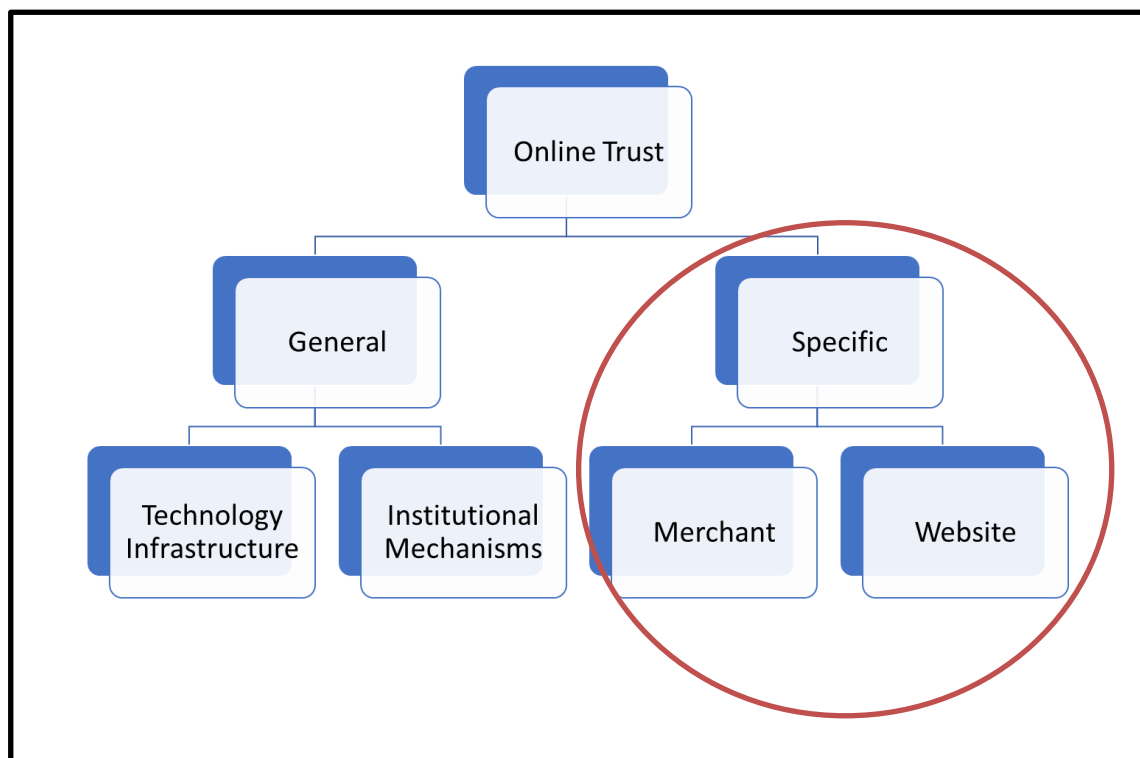 Online Trust
General
Specific
Technology
Infrastructure
Institutional
Mechanisms
Merchant
Website